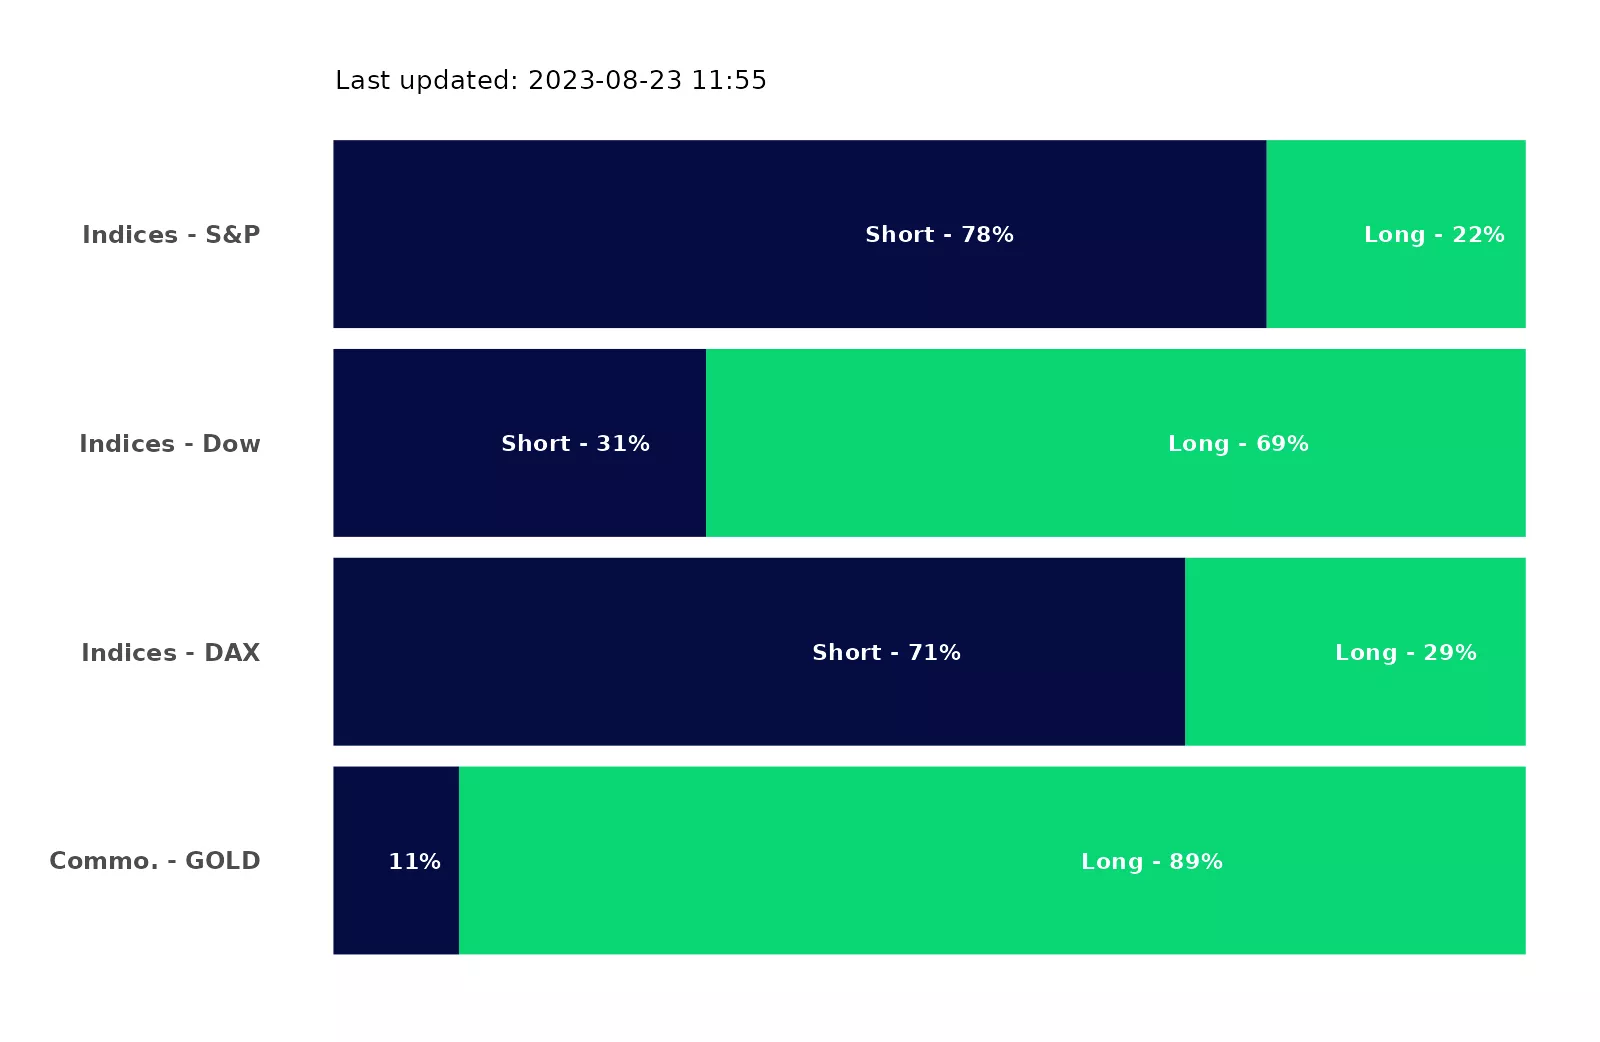 Last updated: 2023-08-23 11:55
Indices - S&P
Short - 78%
Long - 22%
Indices - Dow
Short - 31%
Long - 69%
Indices - DAX
Short - 71%
Long - 29%
Commo. - GOLD
11%
Long - 89%